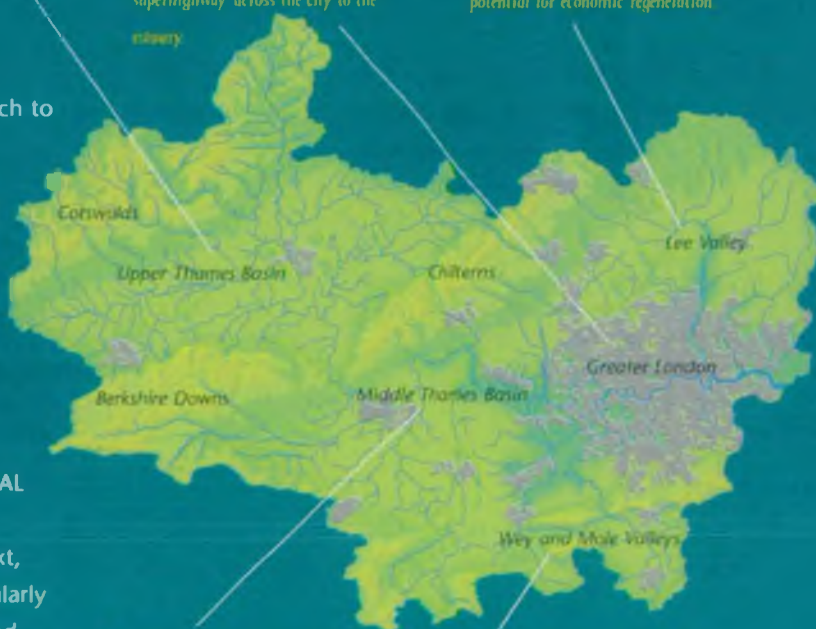 superhighway across the city to the
potential for economic regeneration
ch to
Cotswolds
Lee Valley
Upper Thames Basin
Chilterns
Greater London
Berkshire Downs
Middle Thames Basin
AL
Wey and Mole Valleys
xt,
larly